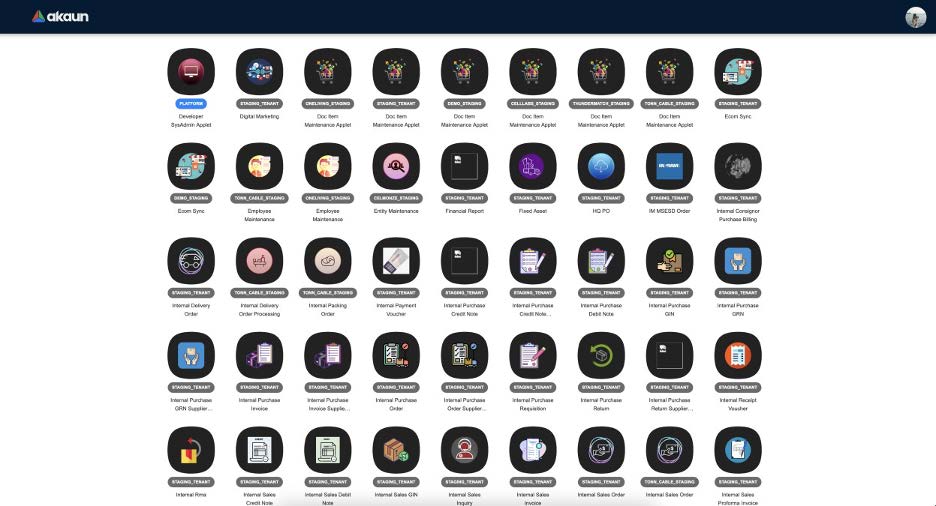 akaun
PLATFORM
Developer
SysAdmin Applet
STAGING_TENANT
Digital Marketing
ONELIVING_STAGING
Doc Item
Maintenance Applet
STAGING_TENANT
Doc Item
Maintenance Applet
DEMO_STAGING
Doc Item
Maintenance Applet
CELLLABS_STAGING
Doc Item
Maintenance Applet
THUNDERMATCH_STAGING
Doc Item
Maintenance Applet
TONN_CABLE_STAGING
Doc Item
Maintenance Applet
STAGING_TENANT
Ecom Sync
DEMO_STAGING
Ecom Sync
TONN_CABLE_STAGING
Employee
Maintenance
ONELIVING_STAGING
Employee
Maintenance
CELMONZE_STAGING
Entity Maintenance
STAGING_TENANT
Financial Report
STAGING_TENANT
Fixed Asset
STAGING_TENANT
HQ PO
STAGING_TENANT
IM MSESD Order
STAGING_TENANT
Internal Consignor
Purchase Billing
STAGING_TENANT
Internal Delivery
Order
TONN_CABLE_STAGING
Internal Delivery
Order Processing
TONN_CABLE_STAGING
Internal Packing
Order
STAGING_TENANT
Internal Payment
Voucher
STAGING_TENANT
Internal Purchase
Credit Note
STAGING_TENANT
Internal Purchase
Credit Note...
STAGING_TENANT
Internal Purchase
Debit Note
STAGING_TENANT
Internal Purchase
GIN
STAGING_TENANT
Internal Purchase
GRN
STAGING_TENANT
Internal Purchase
GRN Supplier...
STAGING_TENANT
Internal Purchase
Invoice
STAGING_TENANT
Internal Purchase
Invoice Supplie...
STAGING_TENANT
Internal Purchase
Order
STAGING_TENANT
Internal Purchase
Order Supplier...
STAGING_TENANT
Internal Purchase
Requisition
STAGING_TENANT
Internal Purchase
Return
STAGING_TENANT
Internal Purchase
Return Supplier...
STAGING_TENANT
Internal Receipt
Voucher
STAGING_TENANT
Internal Rma
STAGING_TENANT
Internal Sales
Credit Note
STAGING_TENANT
Internal Sales Debit
Note
STAGING_TENANT
Internal Sales GIN
STAGING_TENANT
Internal Sales
Inquiry
STAGING_TENANT
Internal Sales
Invoice
STAGING_TENANT
Internal Sales Order
TONN_CABLE_STAGING
Internal Sales Order
STAGING_TENANT
Internal Sales
Proforma Invoice